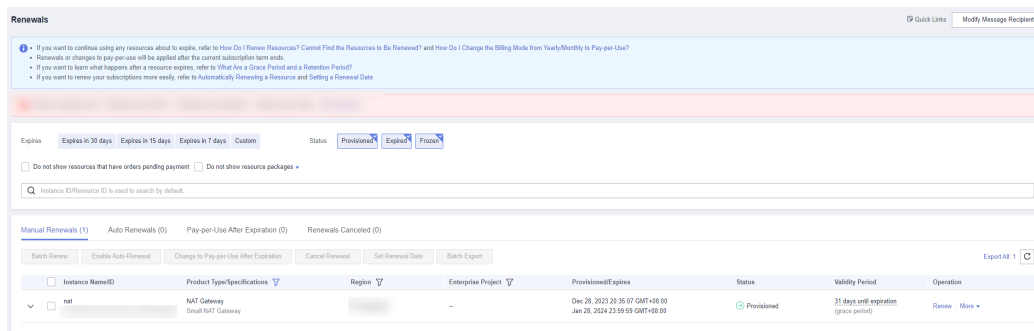 Renewals
Quick Links
Modify Message Recipient
If you want to continue using any resources about to expire, refer to How Do I Renew Resources? Cannot Find the Resources to Be Renewed? and How Do I Change the Billing Mode from Yearly/Monthly to Pay-per-Use?
Renewals or changes to pay-per-use will be applied after the current subscription term ends.
If you want to learn what happens after a resource expires, refer to What Are a Grace Period and a Retention Period?
If you want to renew your subscriptions more easily, refer to Automatically Renewing a Resource and Setting a Renewal Date
Expires Expires in 30 days Expires in 15 days Expires in 7 days Custom Status Provisioned Expired Frozen
Do not show resources that have orders pending payment Do not show resource packages
Instance ID/Resource ID is used to search by default.
Manual Renewals (1) Auto Renewals (0) Pay-per-Use After Expiration (0) Renewals Canceled (0)
Batch Renew Enable Auto-Renewal Change to Pay-per-Use After Expiration Cancel Renewal Set Renewal Date Batch Export Export All: 1
Instance Name/ID Product Type/Specifications Region Enterprise Project Provisioned/Expires Status Validity Period Operation
nat NAT Gateway Dec 28, 2023 20:35:07 GMT+08:00 31 days until expiration
-- Provisioned Renew More
Small NAT Gateway Jan 28, 2024 23:59:59 GMT+08:00 (grace period)